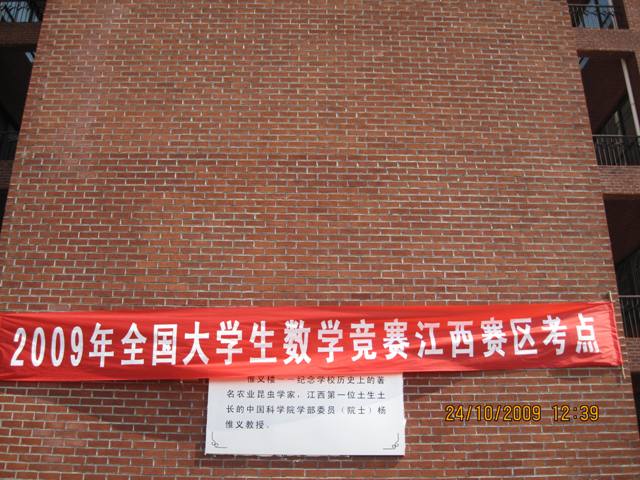 2009年全国大学生数学竞赛江西赛区考点
惟义楼——纪念学校历史上的著
名农业昆虫学家，江西第一位土生土
长的中国科学院学部委员（院士）杨
惟义教授。
24/10/2009 12:39